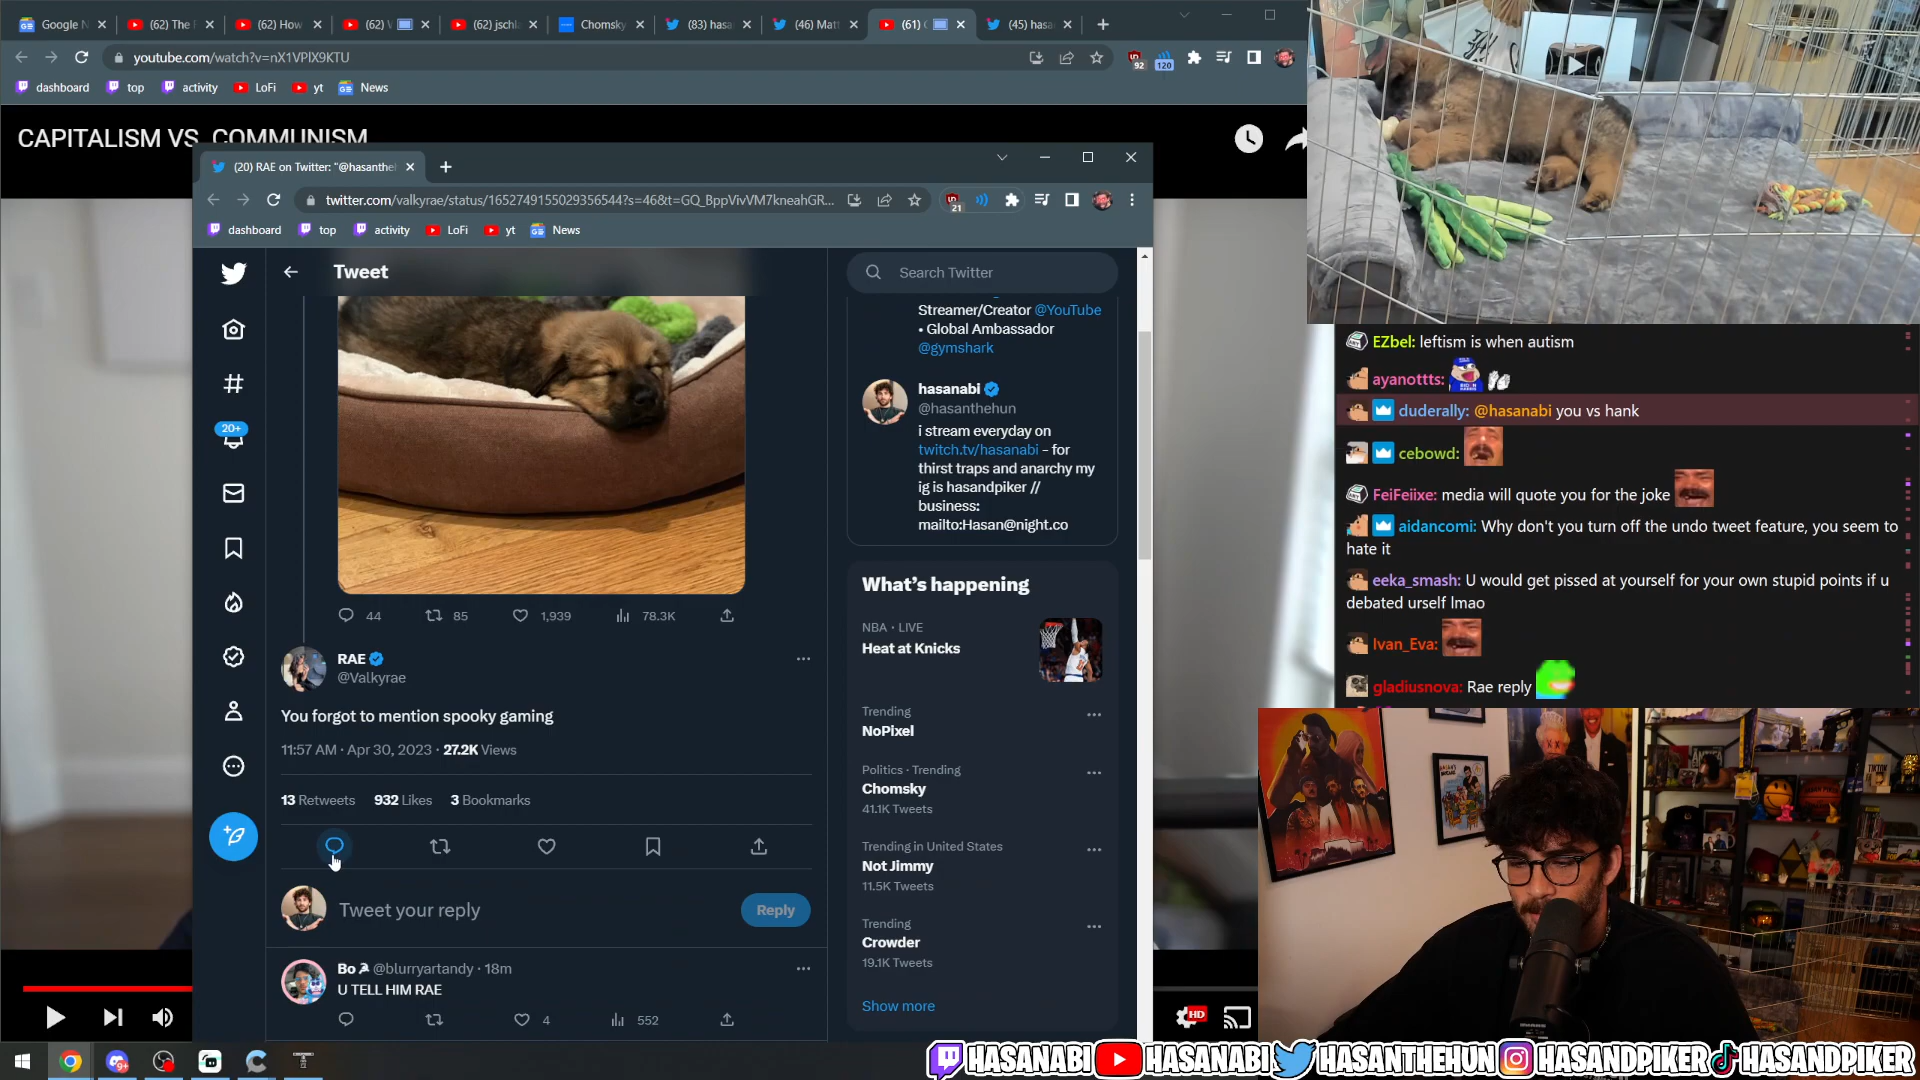 Google N
(62) The
(62) How
(62)
(62) jschl
Chomsky
(83) hasa
(46) Mat
(61)
(45) hasa
youtube.com/watch?v=nX1VPlX9KTU
92
120
dashboard
top
activity
LoFi
yt
News
CAPITALISM VS. COMMUNISM
(20) RAE on Twitter: "@hasanthe
twitter.com/valkyrae/status/1652749155029356544?s=46&t=GQ_BppVivVM7kneahGR...
21
dashboard
top
activity
LoFi
yt
News
Tweet
Search Twitter
Streamer/Creator @YouTube
• Global Ambassador
@gymshark
hasanabi
@hasanthehun
i stream everyday on
twitch.tv/hasanabi - for
thirst traps and anarchy my
ig is hasandpiker //
business:
mailto:Hasan@night.co
20+
44
85
1,939
78.3K
RAE
@Valkyrae
You forgot to mention spooky gaming
11:57 AM · Apr 30, 2023 · 27.2K Views
13 Retweets
932 Likes
3 Bookmarks
Tweet your reply
Reply
Bo @blurryartandy · 18m
U TELL HIM RAE
4
552
What's happening
NBA · LIVE
Heat at Knicks
Trending
NoPixel
Politics · Trending
Chomsky
41.1K Tweets
Trending in United States
Not Jimmy
11.5K Tweets
Trending
Crowder
19.1K Tweets
Show more
EZbel: leftism is when autism
ayanottts:
duderally: @hasanabi you vs hank
cebowd:
FeiFeiixe: media will quote you for the joke
aidancomi: Why don't you turn off the undo tweet feature, you seem to
hate it
eeka_smash: U would get pissed at yourself for your own stupid points if u
debated urself lmao
Ivan_Eva:
gladiusnova: Rae reply
HD
9+
HASANABI
HASANABI
HASANTHEHUN
HASANDPIKER
HASANDPIKER